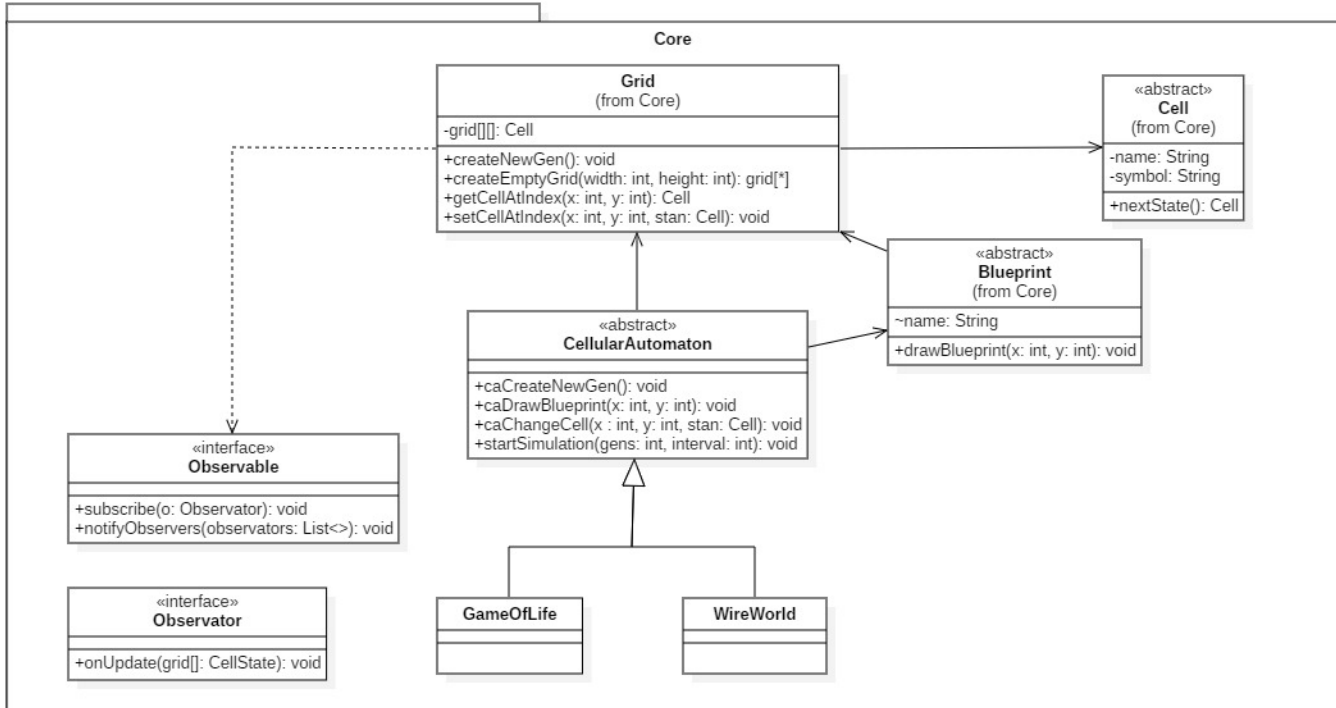 Core
Grid
(from Core)
-grid[][]: Cell
+createNewGen(): void
+createEmptyGrid(width: int, height: int): grid[*]
+getCellAtIndex(x: int, y: int): Cell
+setCellAtIndex(x: int, y: int, stan: Cell): void
«abstract»
Cell
(from Core)
-name: String
-symbol: String
+nextState(): Cell
«abstract»
Blueprint
(from Core)
~name: String
+drawBlueprint(x: int, y: int): void
«abstract»
CellularAutomaton
+caCreateNewGen(): void
+caDrawBlueprint(x: int, y: int): void
+caChangeCell(x : int, y: int, stan: Cell): void
+startSimulation(gens: int, interval: int): void
«interface»
Observable
+subscribe(o: Observator): void
+notifyObservers(observators: List<>): void
«interface»
Observator
+onUpdate(grid[]: CellState): void
GameOfLife
WireWorld